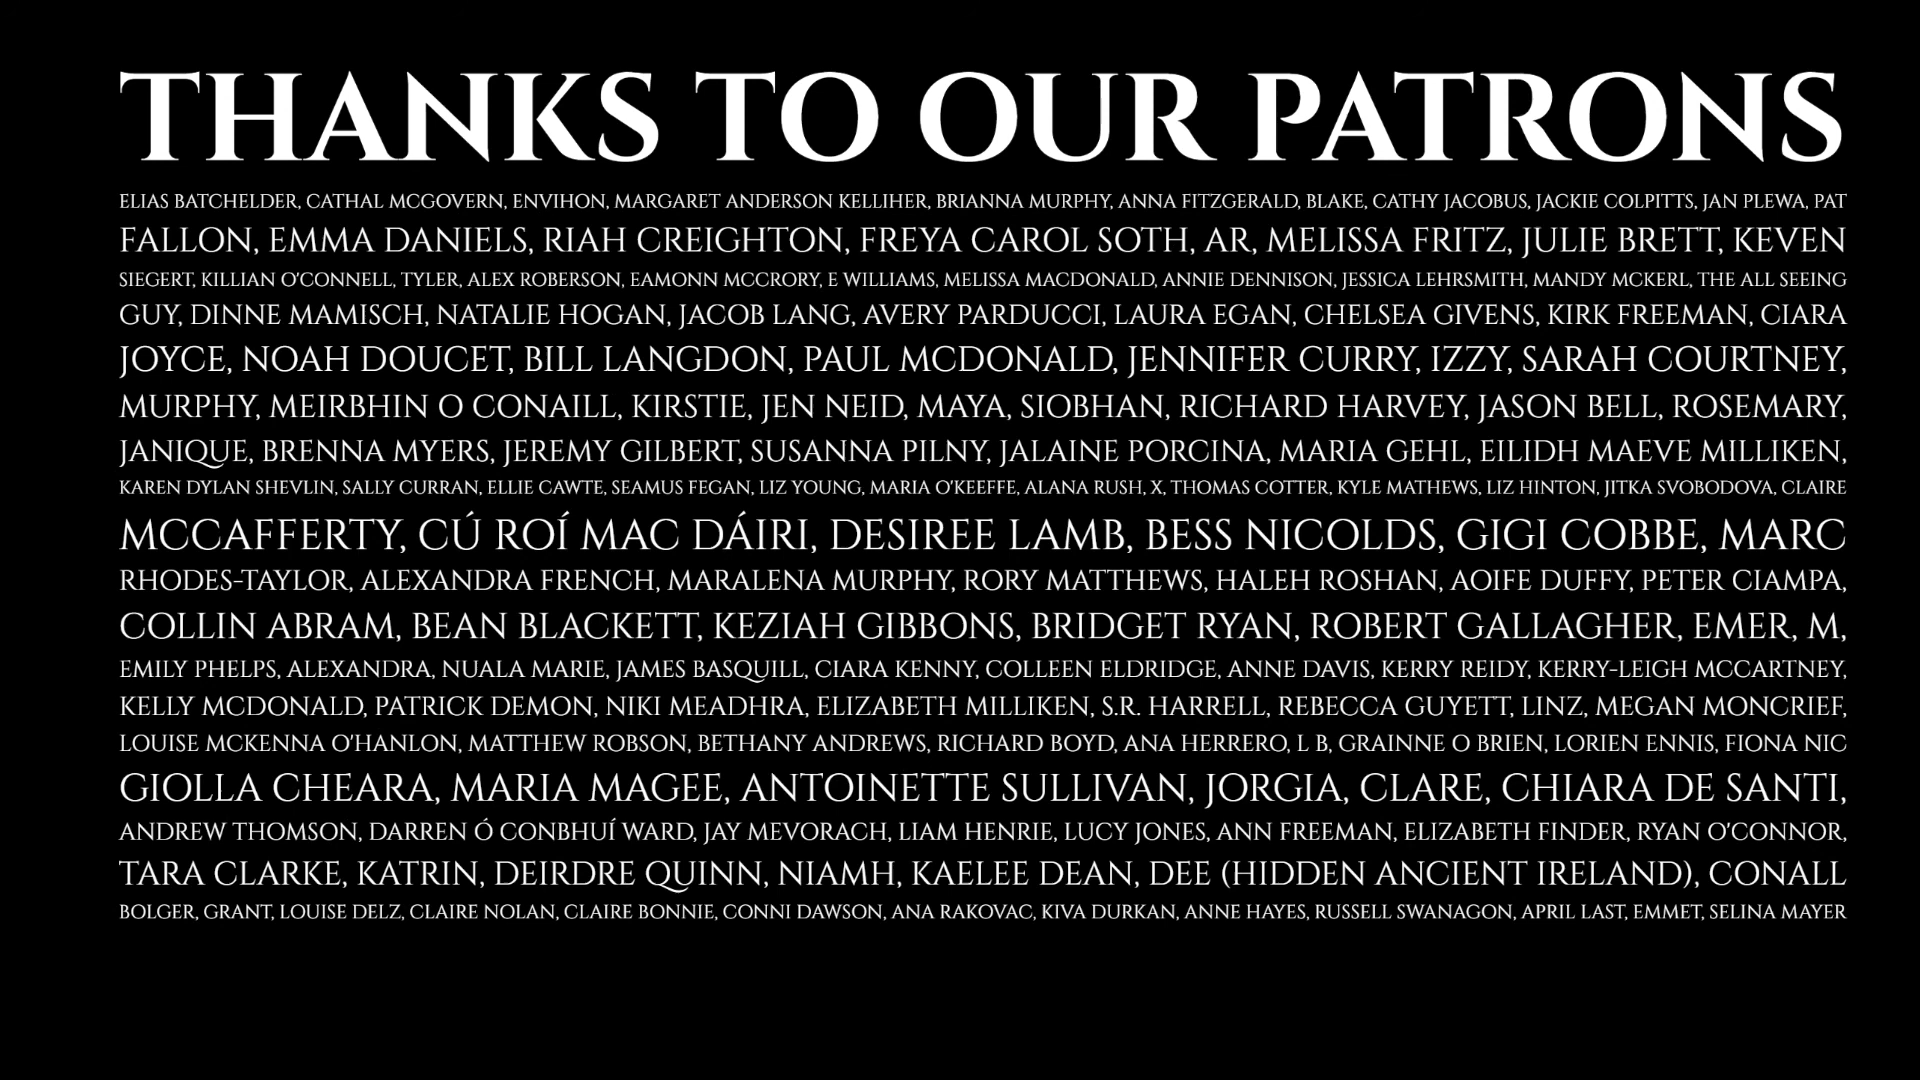 THANKS TO OUR PATRONS
ELIAS BATCHELDER, CATHAL MCGOVERN, ENVIHON, MARGARET ANDERSON KELLIHER, BRIANNA MURPHY, ANNA FITZGERALD, BLAKE, CATHY JACOBUS, JACKIE COLPITTS, JAN PLEWA, PAT
FALLON, EMMA DANIELS, RIAH CREIGHTON, FREYA CAROL SOTH, AR, MELISSA FRITZ, JULIE BRETT, KEVEN
SIEGERT, KILLIAN O'CONNELL, TYLER, ALEX ROBERSON, EAMONN MCCRORY, E WILLIAMS, MELISSA MACDONALD, ANNIE DENNISON, JESSICA LEHRSMITH, MANDY MCKERL, THE ALL SEEING
GUY, DINNE MAMISCH, NATALIE HOGAN, JACOB LANG, AVERY PARDUCCI, LAURA EGAN, CHELSEA GIVENS, KIRK FREEMAN, CIARA
JOYCE, NOAH DOUCET, BILL LANGDON, PAUL MCDONALD, JENNIFER CURRY, IZZY, SARAH COURTNEY,
MURPHY, MEIRBHIN O CONAILL, KIRSTIE, JEN NEID, MAYA, SIOBHAN, RICHARD HARVEY, JASON BELL, ROSEMARY,
JANIQUE, BRENNA MYERS, JEREMY GILBERT, SUSANNA PILNY, JALAINE PORCINA, MARIA GEHL, EILIDH MAEVE MILLIKEN,
KAREN DYLAN SHEVLIN, SALLY CURRAN, ELLIE CAWTE, SEAMUS FEGAN, LIZ YOUNG, MARIA O'KEEFFE, ALANA RUSH, X, THOMAS COTTER, KYLE MATHEWS, LIZ HINTON, JITKA SVOBODOVA, CLAIRE
MCCAFFERTY, CÚ ROÍ MAC DÁIRI, DESIREE LAMB, BESS NICOLDS, GIGI COBBE, MARC
RHODES-TAYLOR, ALEXANDRA FRENCH, MARALENA MURPHY, RORY MATTHEWS, HALEH ROSHAN, AOIFE DUFFY, PETER CIAMPA,
COLLIN ABRAM, BEAN BLACKETT, KEZIAH GIBBONS, BRIDGET RYAN, ROBERT GALLAGHER, EMER, M,
EMILY PHELPS, ALEXANDRA, NUALA MARIE, JAMES BASQUILL, CIARA KENNY, COLLEEN ELDRIDGE, ANNE DAVIS, KERRY REIDY, KERRY-LEIGH MCCARTNEY,
KELLY MCDONALD, PATRICK DEMON, NIKI MEADHRA, ELIZABETH MILLIKEN, S.R. HARRELL, REBECCA GUYETT, LINZ, MEGAN MONCRIEF,
LOUISE MCKENNA O'HANLON, MATTHEW ROBSON, BETHANY ANDREWS, RICHARD BOYD, ANA HERRERO, L B, GRAINNE O BRIEN, LORIEN ENNIS, FIONA NIC
GIOLLA CHEARA, MARIA MAGEE, ANTOINETTE SULLIVAN, JORGIA, CLARE, CHIARA DE SANTI,
ANDREW THOMSON, DARREN Ó CONBHUÍ WARD, JAY MEVORACH, LIAM HENRIE, LUCY JONES, ANN FREEMAN, ELIZABETH FINDER, RYAN O'CONNOR,
TARA CLARKE, KATRIN, DEIRDRE QUINN, NIAMH, KAELEE DEAN, DEE (HIDDEN ANCIENT IRELAND), CONALL
BOLGER, GRANT, LOUISE DELZ, CLAIRE NOLAN, CLAIRE BONNIE, CONNI DAWSON, ANA RAKOVAC, KIVA DURKAN, ANNE HAYES, RUSSELL SWANAGON, APRIL LAST, EMMET, SELINA MAYER